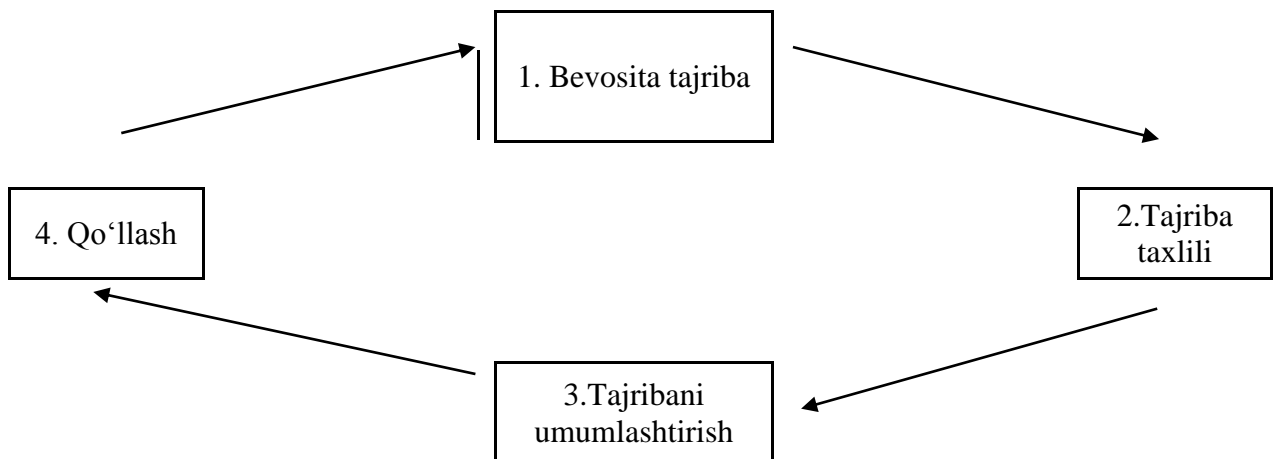 1. Bevosita tajriba
4. Qo‘llash
2.Tajriba
taxlili
3.Tajribani
umumlashtirish